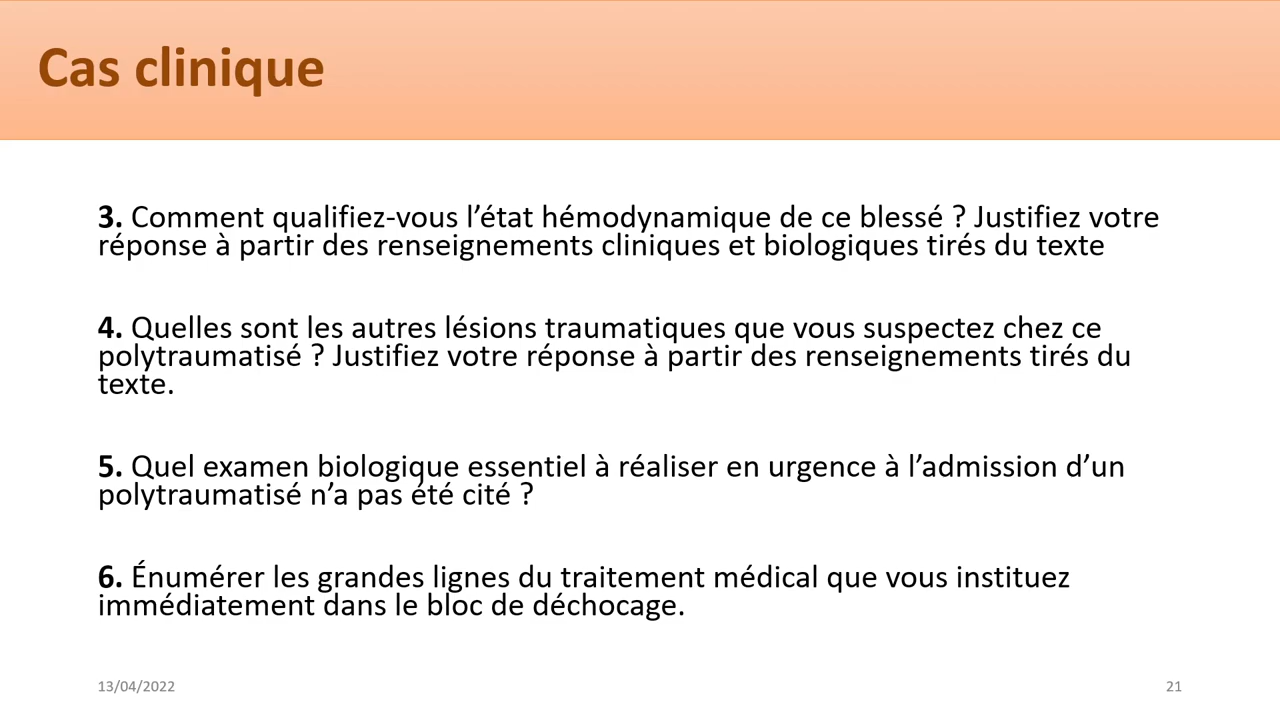 Cas clinique
3. Comment qualifiez-vous l’état hémodynamique de ce blessé ? Justifiez votre
réponse à partir des renseignements cliniques et biologiques tirés du texte
4. Quelles sont les autres lésions traumatiques que vous suspectez chez ce
polytraumatisé ? Justifiez votre réponse à partir des renseignements tirés du
texte.
5. Quel examen biologique essentiel à réaliser en urgence à l’admission d’un
polytraumatisé n’a pas été cité ?
6. Énumérer les grandes lignes du traitement médical que vous instituez
immédiatement dans le bloc de déchocage.
13/04/2022
21